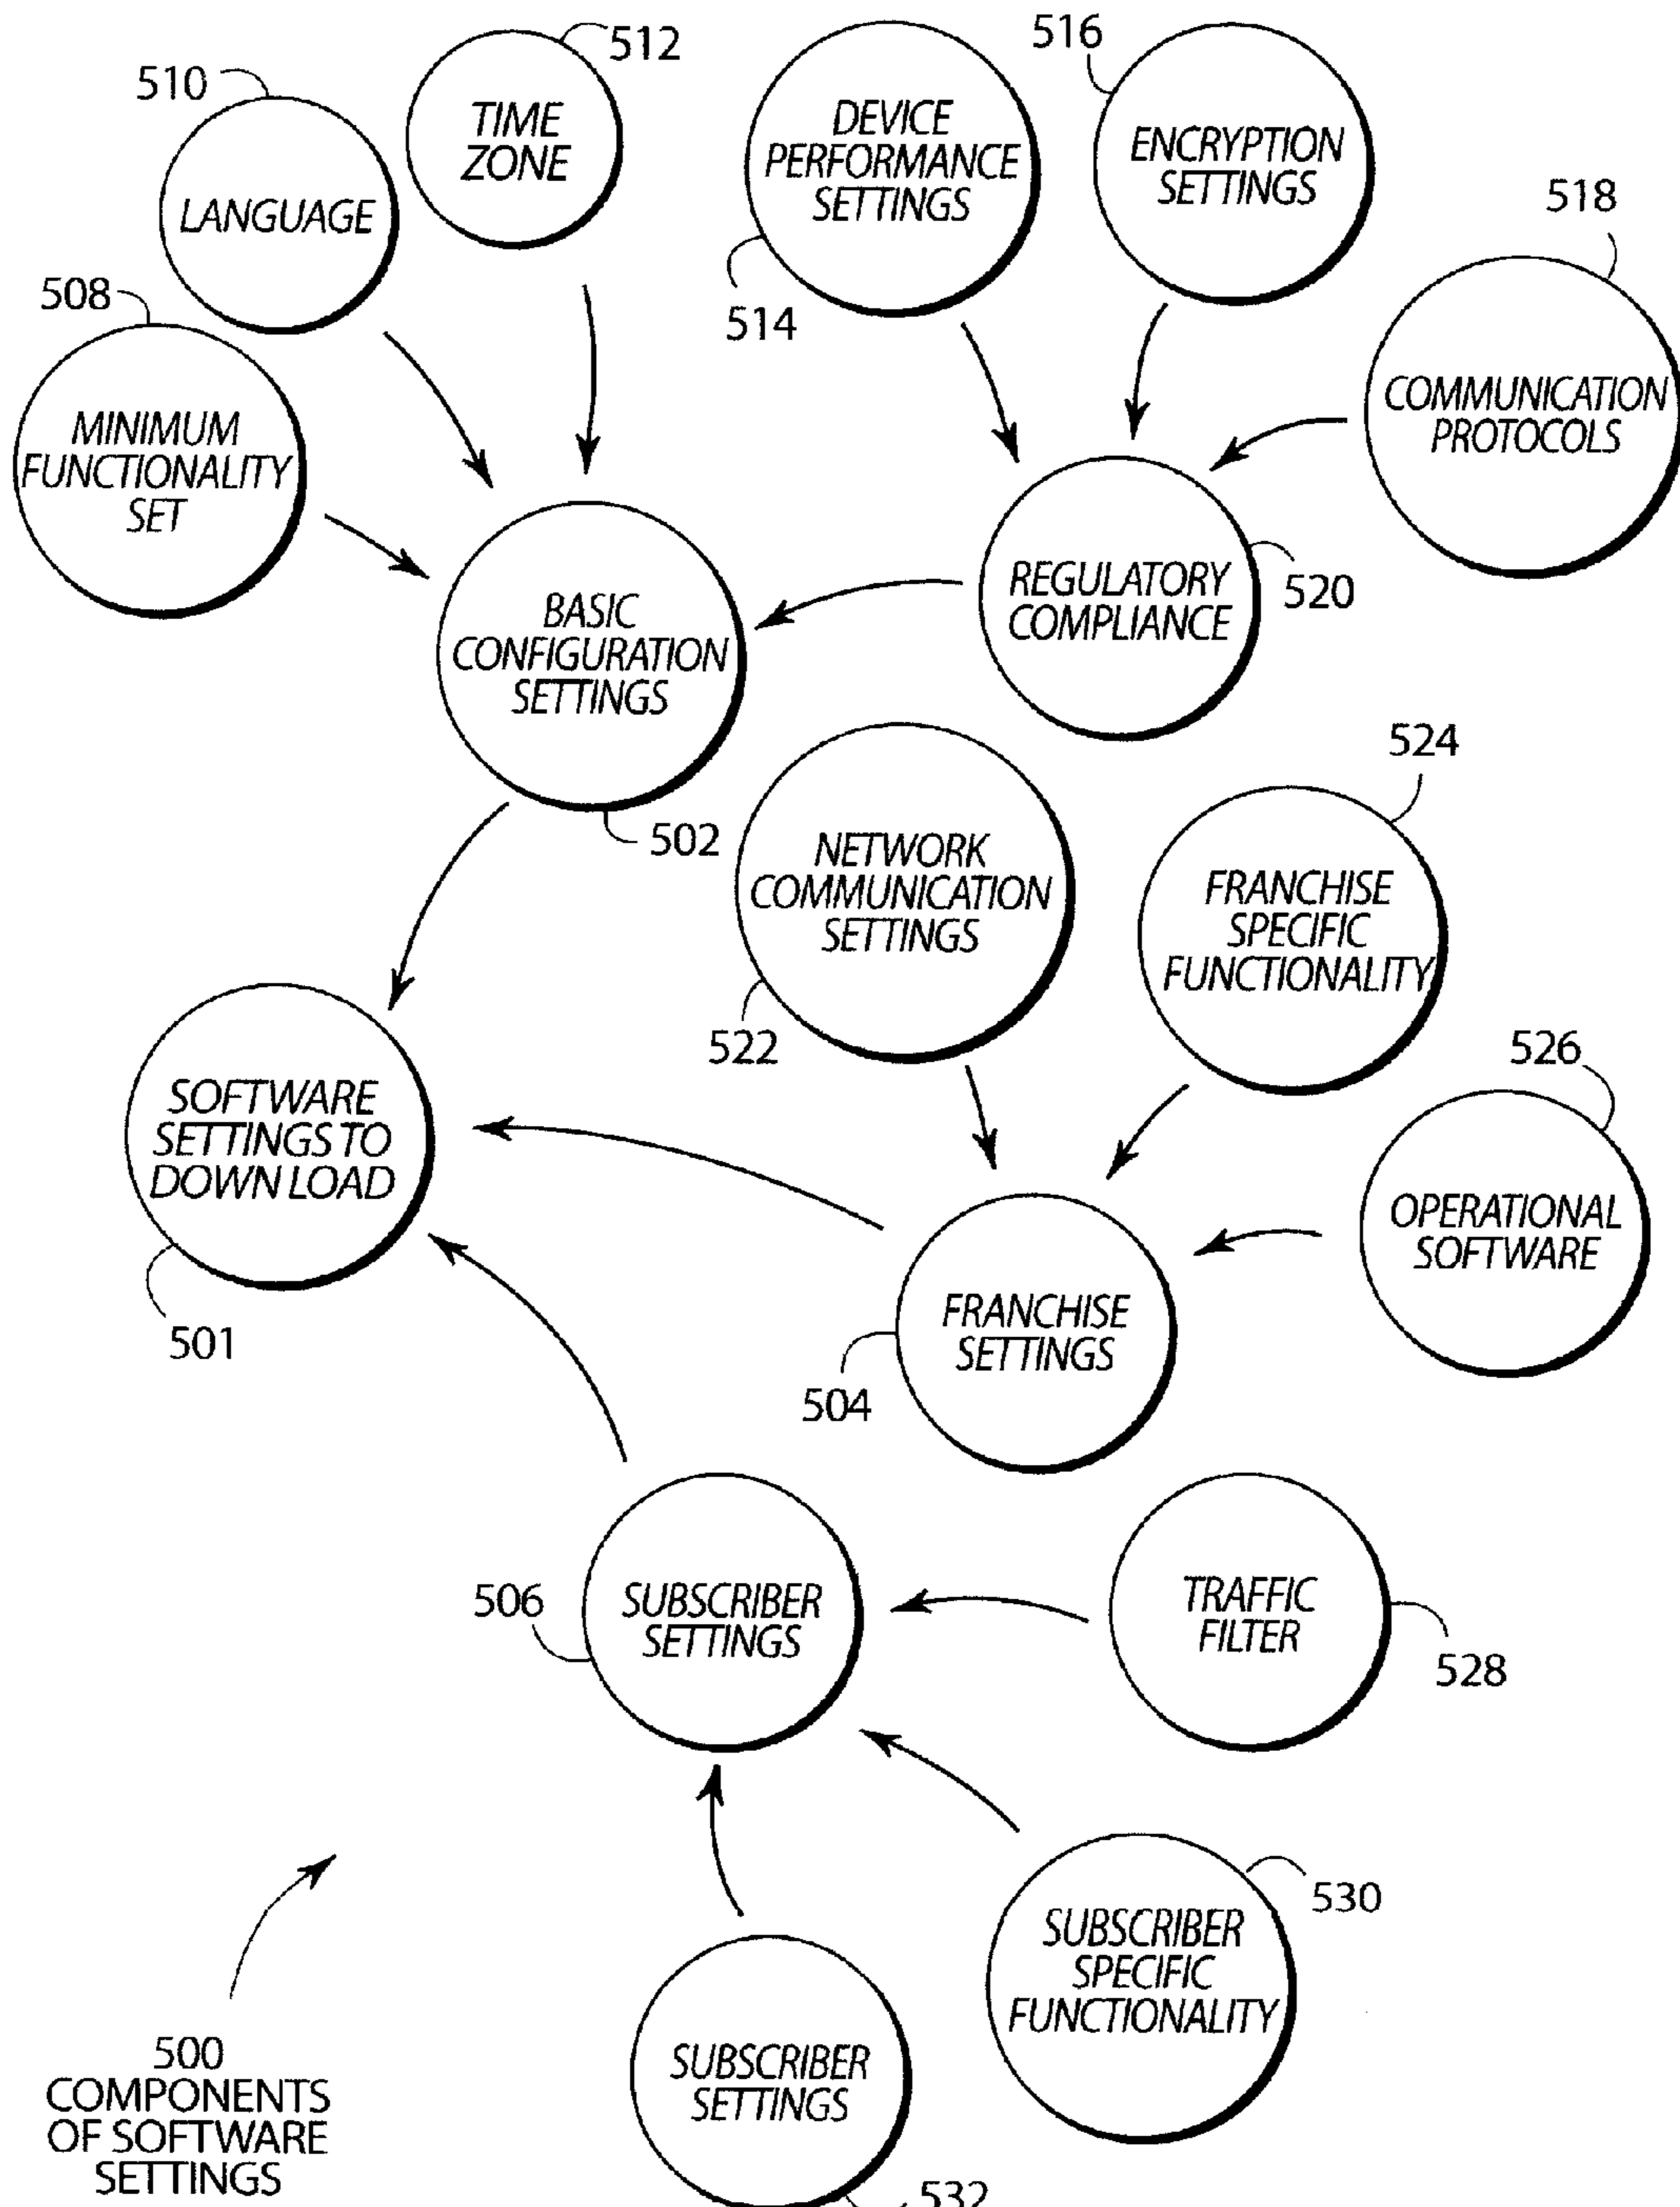 512
516
510
TIME
ZONE
DEVICE
PERFORMANCE
SETTINGS
ENCRYPTION
SETTINGS
518
LANGUAGE
508
514
MINIMUM
FUNCTIONALITY
SET
COMMUNICATION
PROTOCOLS
BASIC
CONFIGURATION
SETTINGS
REGULATORY
COMPLIANCE
520
524
502
NETWORK
COMMUNICATION
SETTINGS
FRANCHISE
SPECIFIC
FUNCTIONALITY
522
526
SOFTWARE
SETTINGS TO
DOWN LOAD
OPERATIONAL
SOFTWARE
501
FRANCHISE
SETTINGS
504
506
SUBSCRIBER
SETTINGS
TRAFFIC
FILTER
528
530
SUBSCRIBER
SPECIFIC
FUNCTIONALITY
SUBSCRIBER
SETTINGS
500
COMPONENTS
OF SOFTWARE
SETTINGS
532